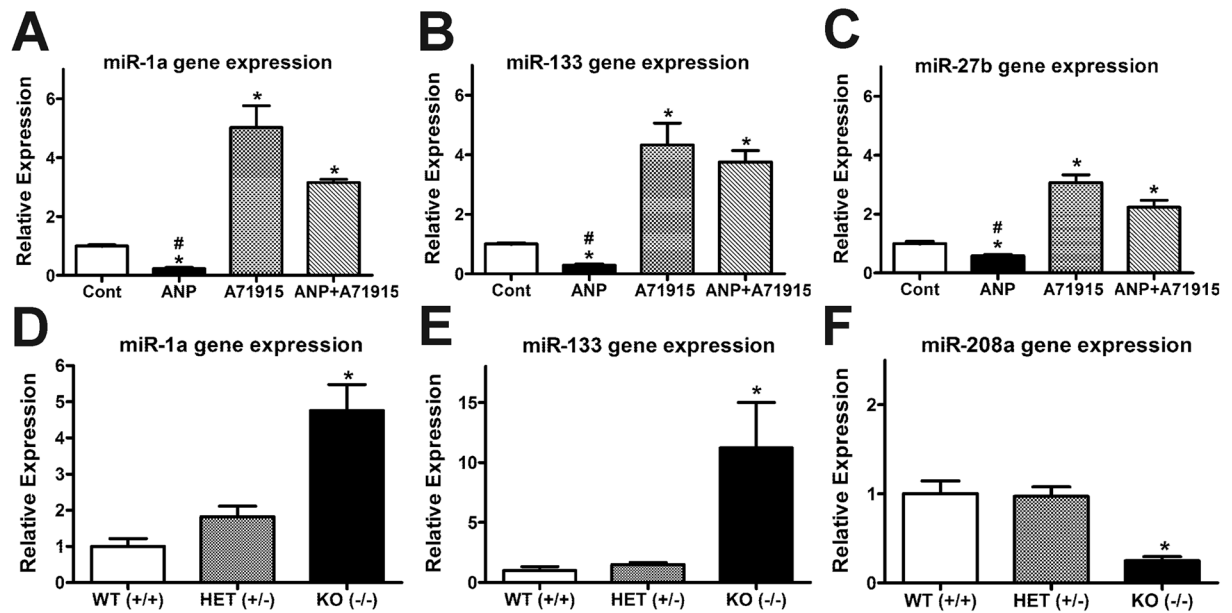 A
miR-1a gene expression
Relative Expression
6
4
2
0
*
*
#
*
Cont ANP A71915 ANP+A71915
B
miR-133 gene expression
Relative Expression
6
4
2
0
*
*
#
*
Cont ANP A71915 ANP+A71915
C
miR-27b gene expression
Relative Expression
6
4
2
0
*
*
#
*
Cont ANP A71915 ANP+A71915
D
miR-1a gene expression
Relative Expression
6
5
4
3
2
1
0
*
WT (+/+) HET (+/-) KO (-/-)
E
miR-133 gene expression
Relative Expression
15
10
5
0
*
WT (+/+) HET (+/-) KO (-/-)
F
miR-208a gene expression
Relative Expression
2
1
0
*
WT (+/+) HET (+/-) KO (-/-)